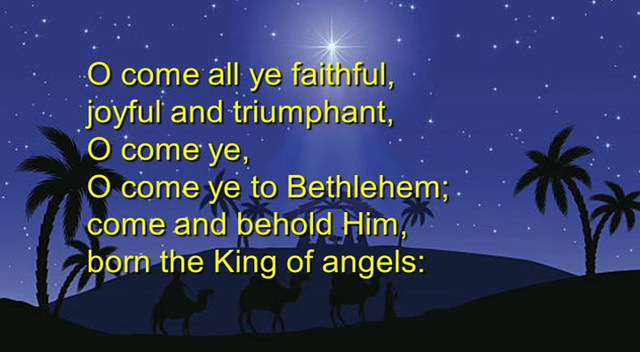 O come all ye faithful,
joyful and triumphant,
O come ye,
O come ye to Bethlehem;
come and behold Him,
born the King of angels: